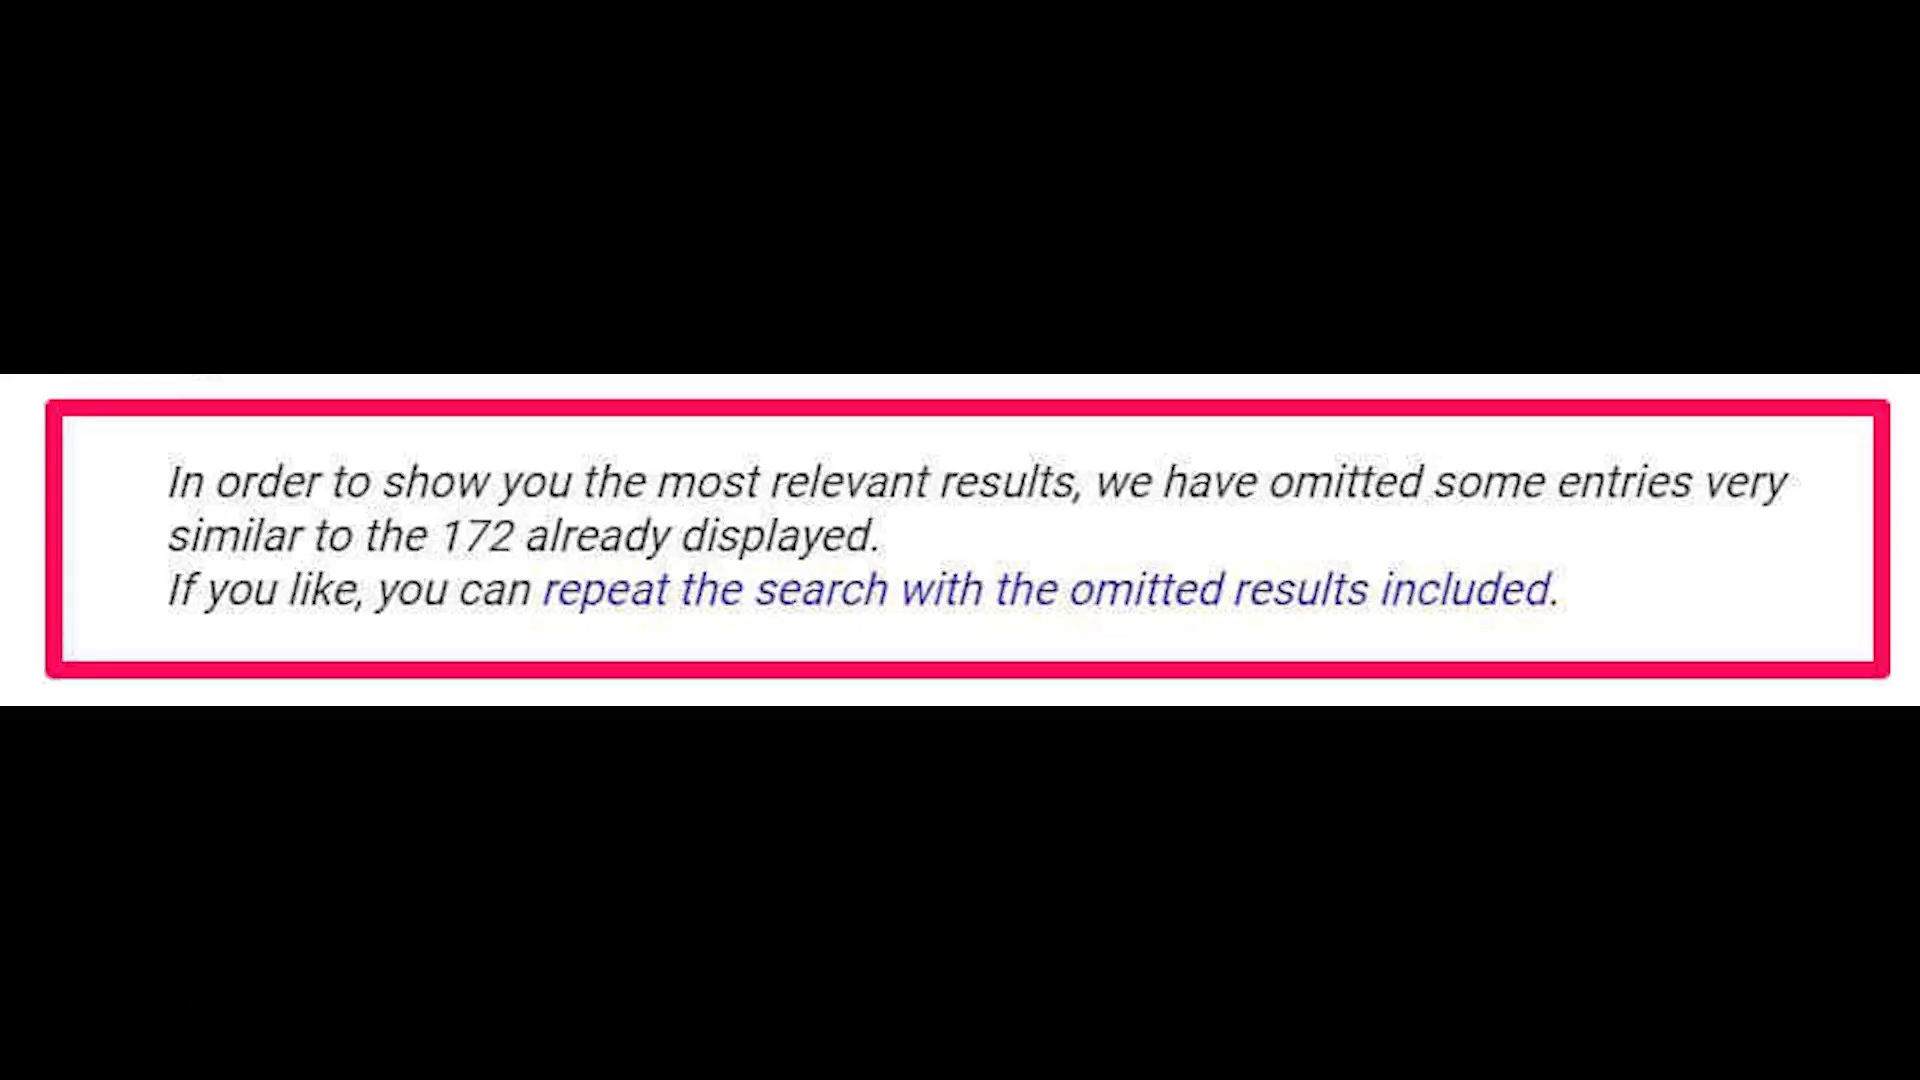 In order to show you the most relevant results, we have omitted some entries very
similar to the 172 already displayed.
If you like, you can repeat the search with the omitted results included.